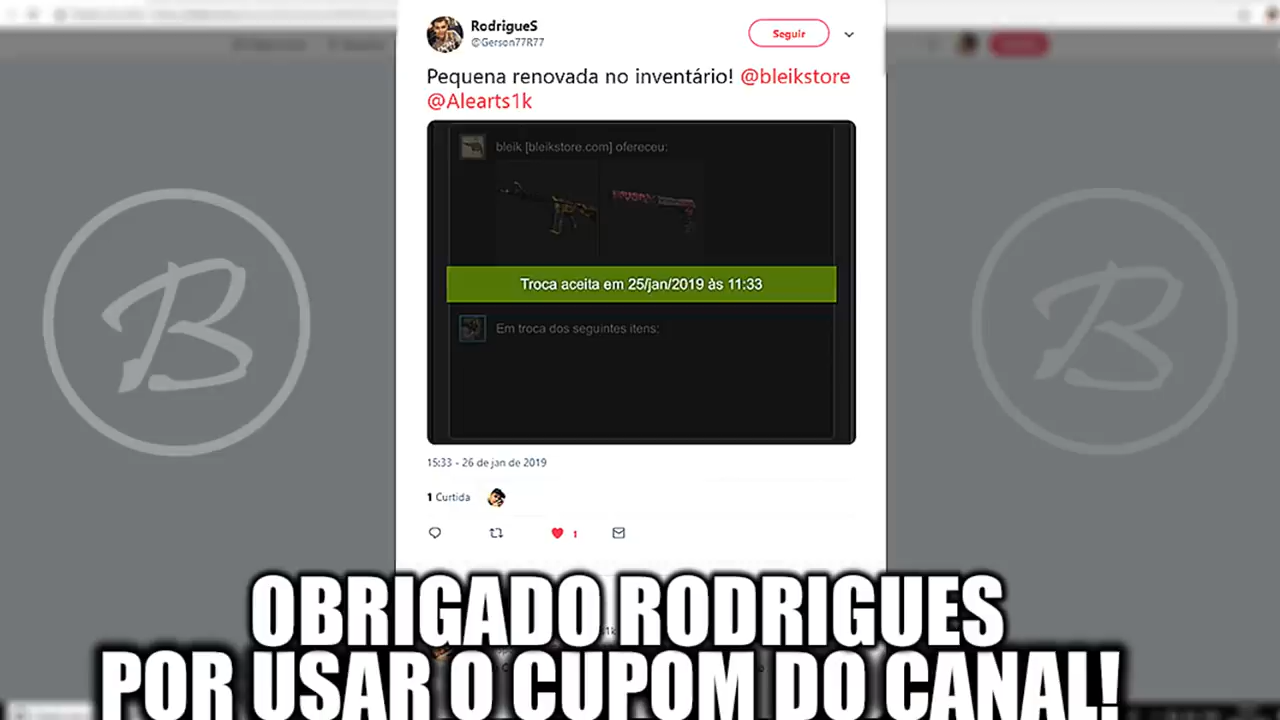 RodrigueS
@Gerson77R77
Seguir
Pequena renovada no inventário! @bleikstore
@Alearts1k
bleik [bleikstore.com] ofereceu:
Troca aceita em 25/jan/2019 às 11:33
Em troca dos seguintes itens:
15:33 - 26 de jan de 2019
1 Curtida
1
OBRIGADO RODRIGUES
POR USAR O CUPOM DO CANAL!
B
B